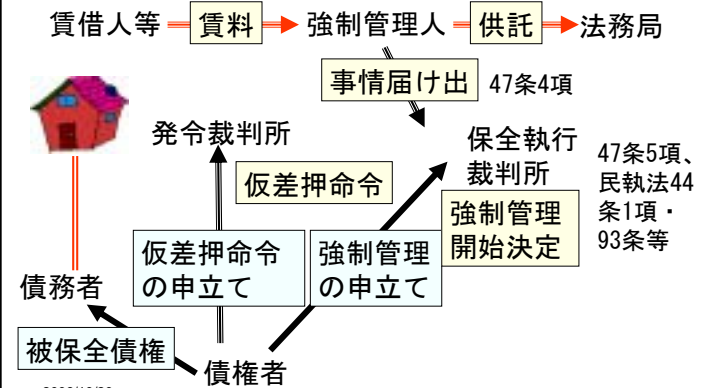 賃借人等 賃料 強制管理人 供託 法務局
事情届け出 47条4項
発令裁判所
保全執行
裁判所
47条5項、
民執法44
条1項・
93条等
仮差押命令
強制管理
開始決定
仮差押命令
の申立て
強制管理
の申立て
債務者
被保全債権
債権者